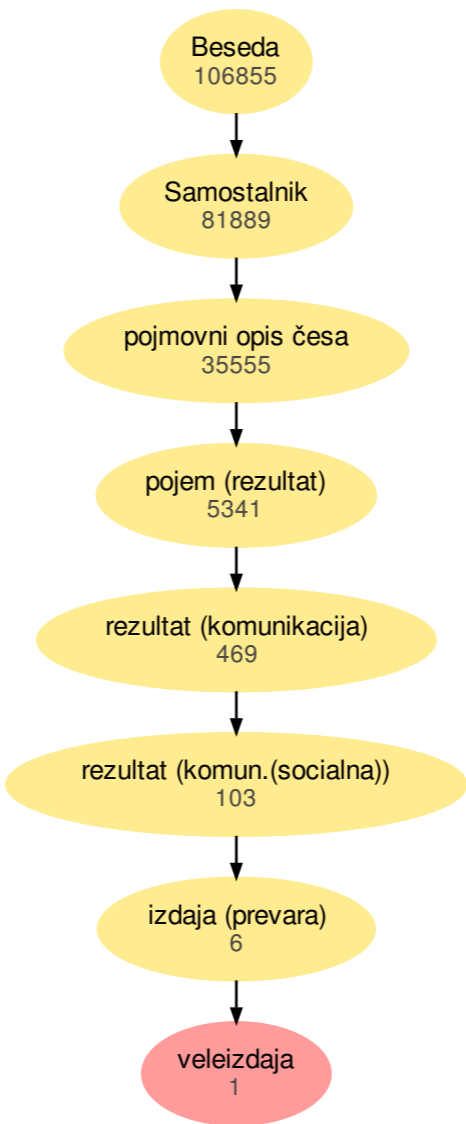 Beseda
106855
Samostalnik
81889
pojmovni opis česa
35555
pojem (rezultat)
5341
rezultat (komunikacija)
469
rezultat (komun.(socialna))
103
izdaja (prevara)
6
veleizdaja
1